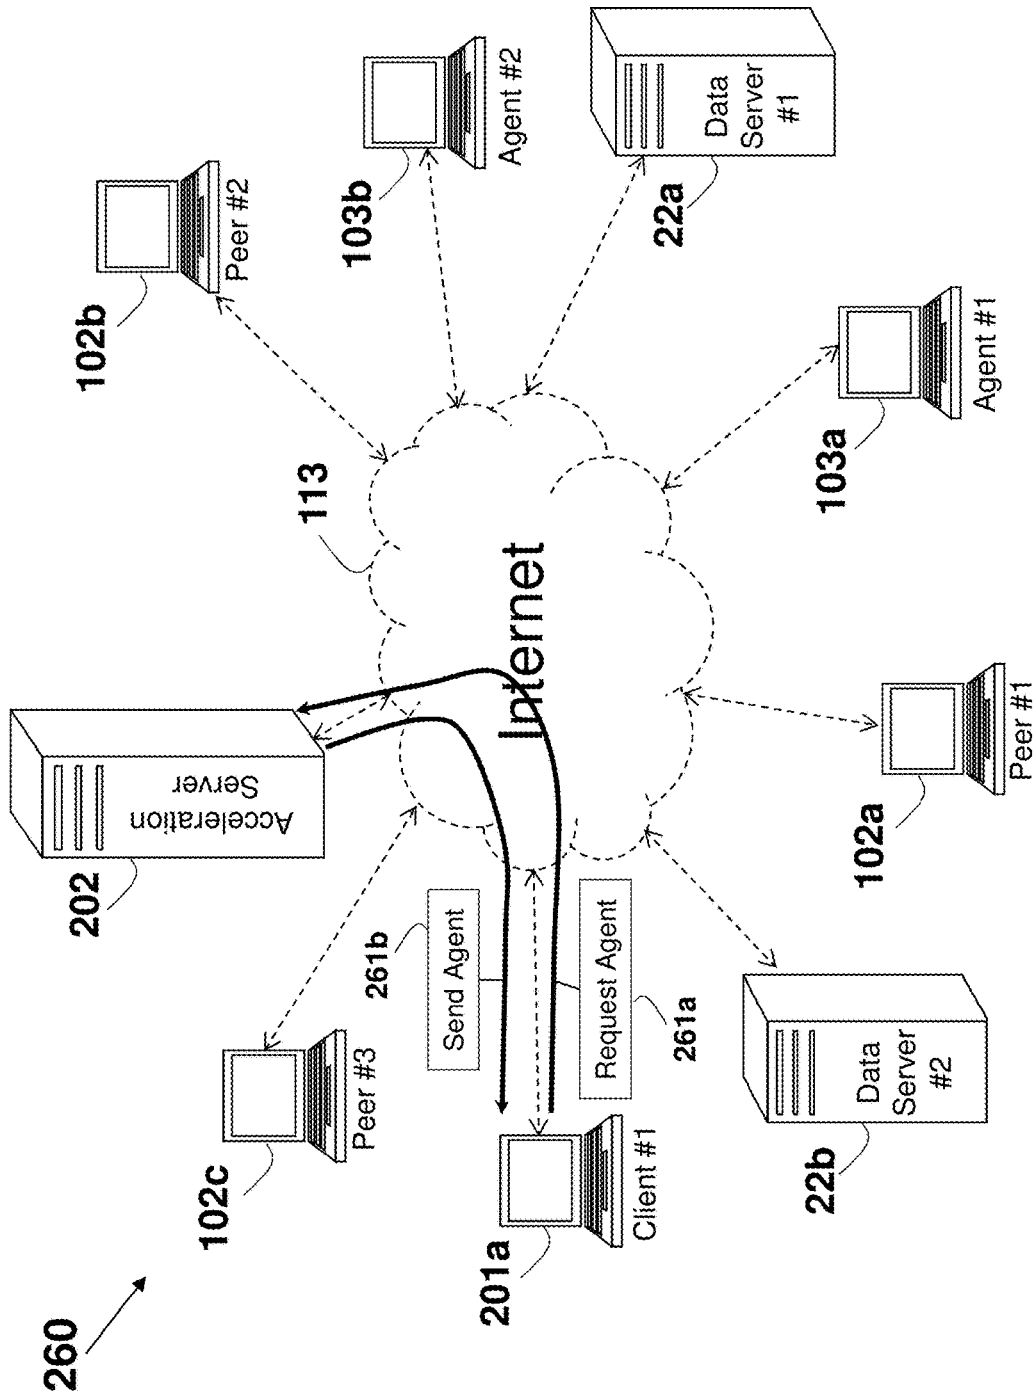 260
102c
Peer #3
202
Acceleration
Server
113
102b
Peer #2
103b
Agent #2
261b
Send Agent
Internet
201a
Client #1
Request Agent
261a
22a
Data
Server
#1
22b
Data
Server
#2
102a
Peer #1
103a
Agent #1